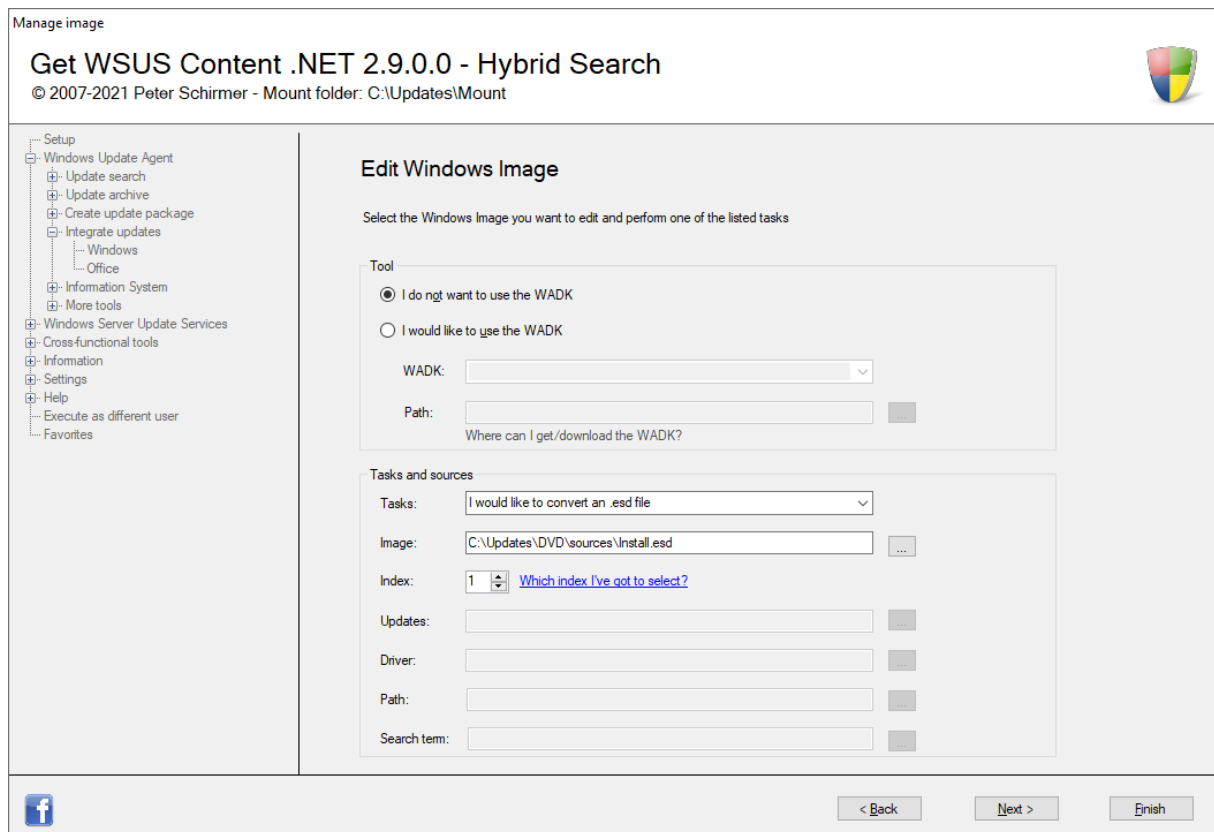 Manage image
Get WSUS Content .NET 2.9.0.0 - Hybrid Search
© 2007-2021 Peter Schirmer - Mount folder: C:\Updates\Mount
Setup
Windows Update Agent
Update search
Update archive
Create update package
Integrate updates
Windows
Office
Information System
More tools
Windows Server Update Services
Cross-functional tools
Information
Settings
Help
Execute as different user
Favorites
Edit Windows Image
Select the Windows Image you want to edit and perform one of the listed tasks
Tool
I do not want to use the WADK
I would like to use the WADK
WADK:
Path:
...
Where can I get/download the WADK?
Tasks and sources
Tasks: I would like to convert an .esd file
Image: C:\Updates\DVD\sources\Install.esd ...
Index: 1 Which index I've got to select?
Updates: ...
Driver: ...
Path: ...
Search term: ...
f
< Back Next > Finish